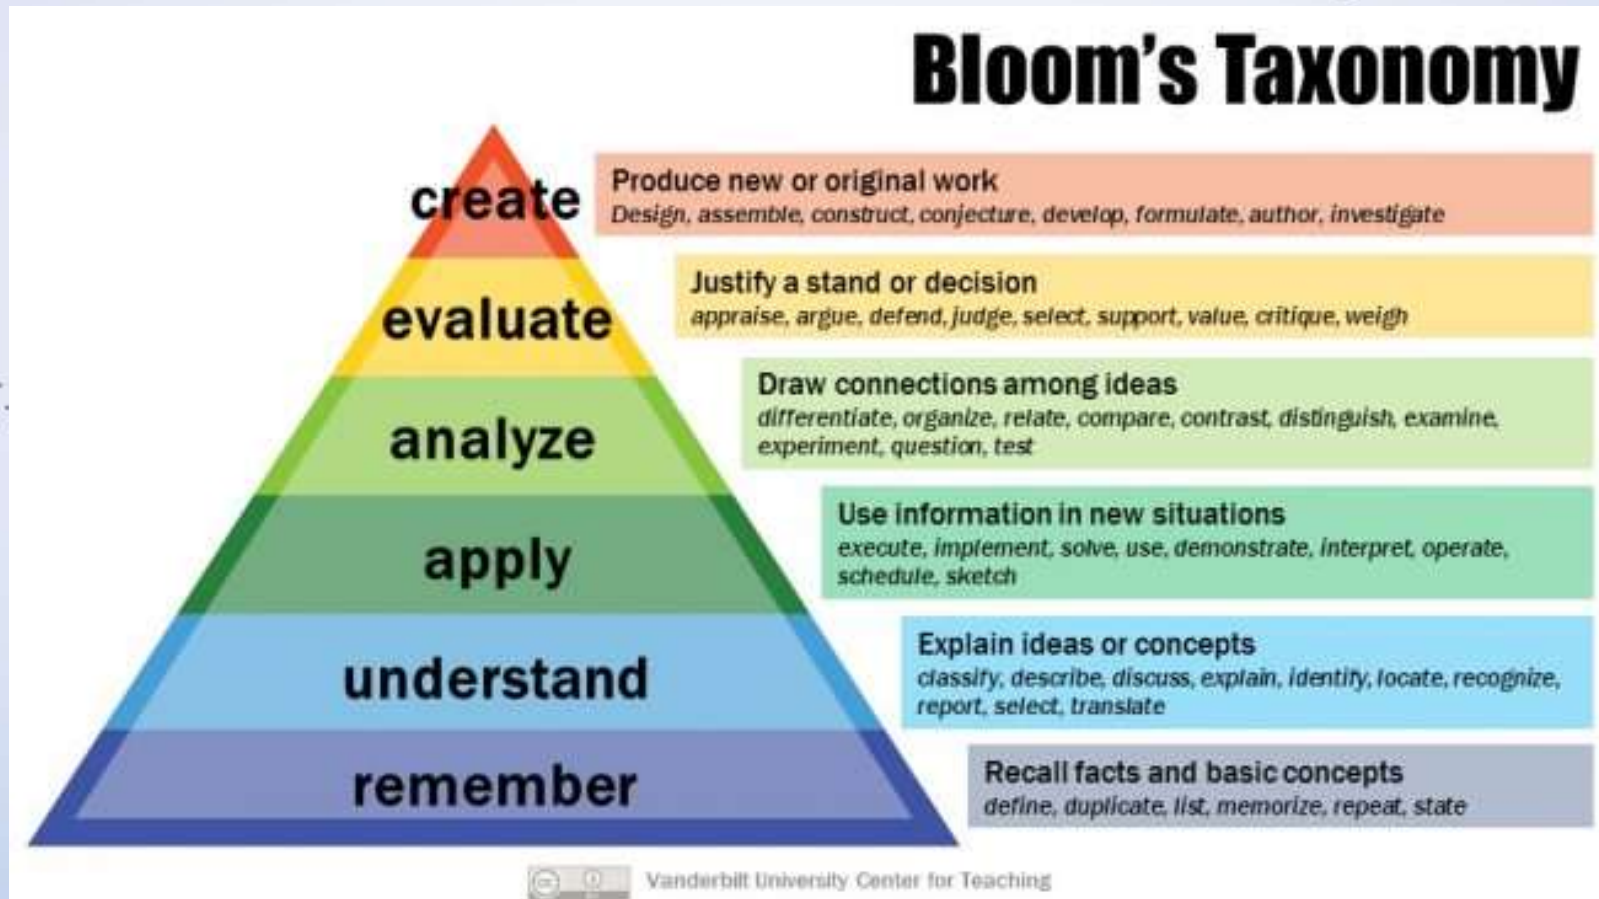 Bloom's Taxonomy
create
Produce new or original work
Design, assemble, construct, conjecture, develop, formulate, author, investigate
evaluate
Justify a stand or decision
appraise, argue, defend, judge, select, support, value, critique, weigh
analyze
Draw connections among ideas
differentiate, organize, relate, compare, contrast, distinguish, examine,
experiment, question, test
apply
Use information in new situations
execute, implement, solve, use, demonstrate, interpret, operate,
schedule, sketch
understand
Explain ideas or concepts
classify, describe, discuss, explain, identify, locate, recognize,
report, select, translate
remember
Recall facts and basic concepts
define, duplicate, list, memorize, repeat, state
Vanderbilt University Center for Teaching